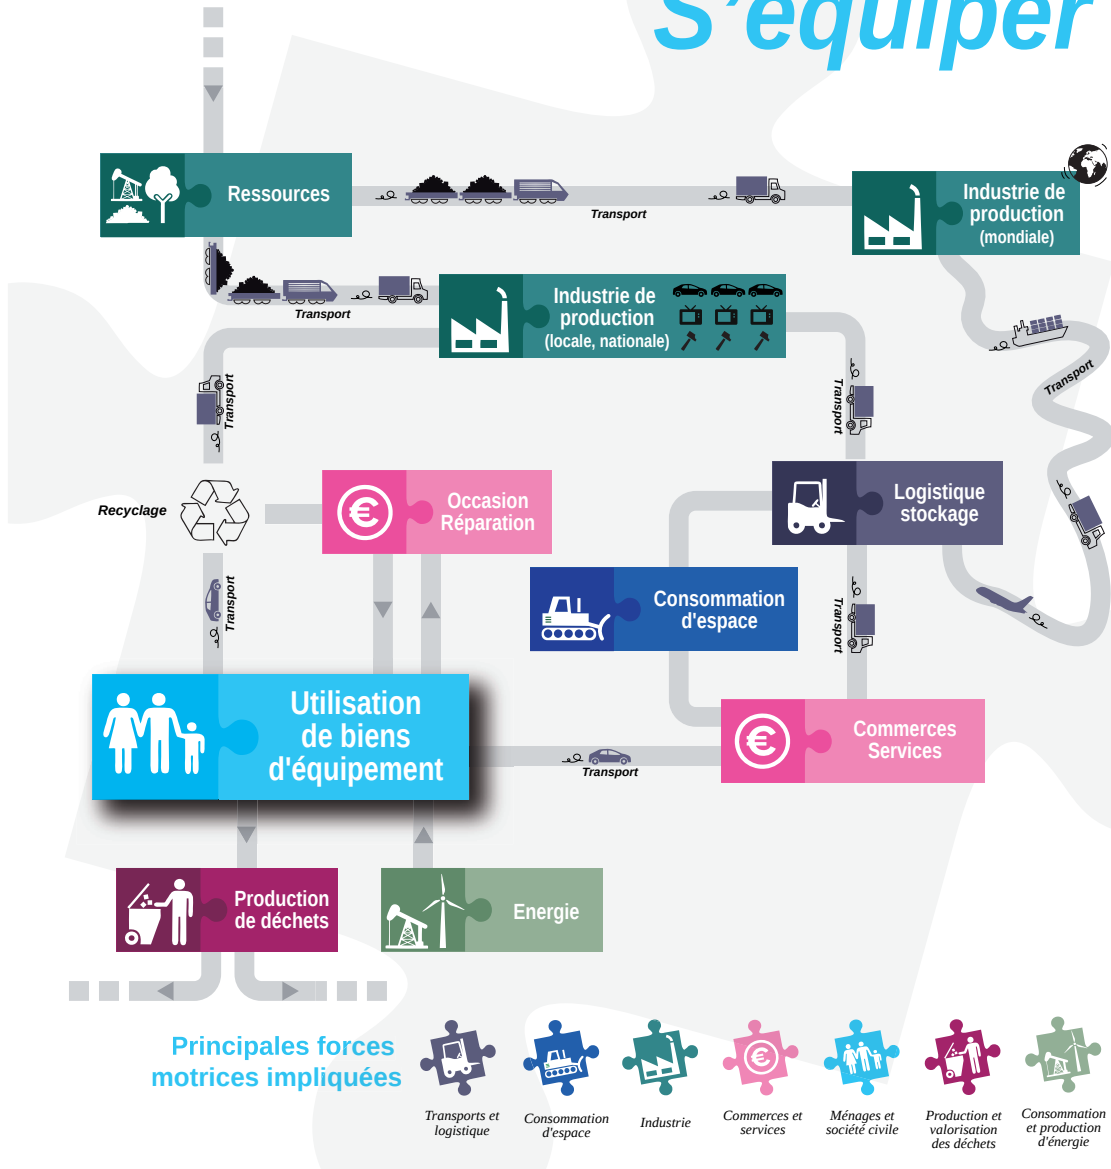 S'équiper
Ressources
Transport
Industrie de
production
(mondiale)
Transport
Industrie de
production
(locale, nationale)
Transport
Transport
Transport
Recyclage
Occasion
Réparation
Logistique
stockage
Transport
Consommation
d'espace
Transport
Utilisation
de biens
d'équipement
Commerces
Services
Transport
Production
de déchets
Energie
Principales forces
motrices impliquées
Transports et
logistique
Consommation
d'espace
Industrie
Commerces et
services
Ménages et
société civile
Production et
valorisation
des déchets
Consommation
et production
d'énergie